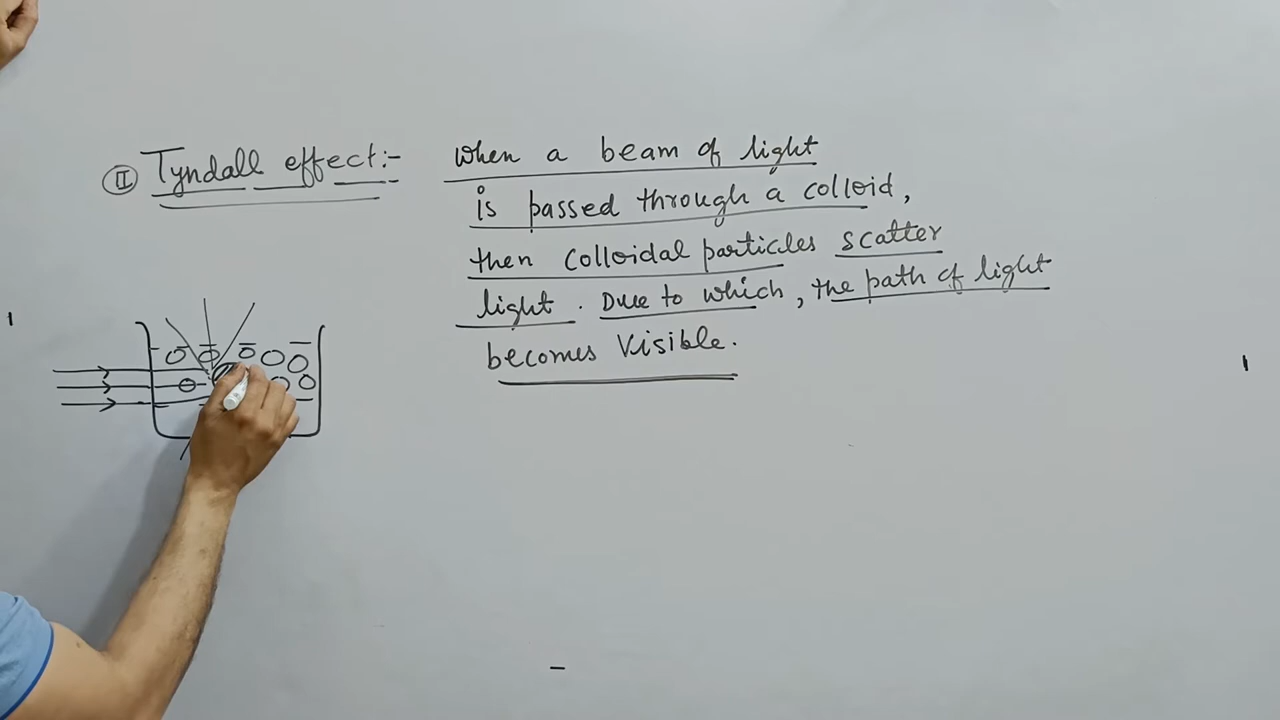 II Tyndall effect:- when a beam of light
is passed through a colloid,
then colloidal particles scatter
light. Due to which, the path of light
becomes visible.